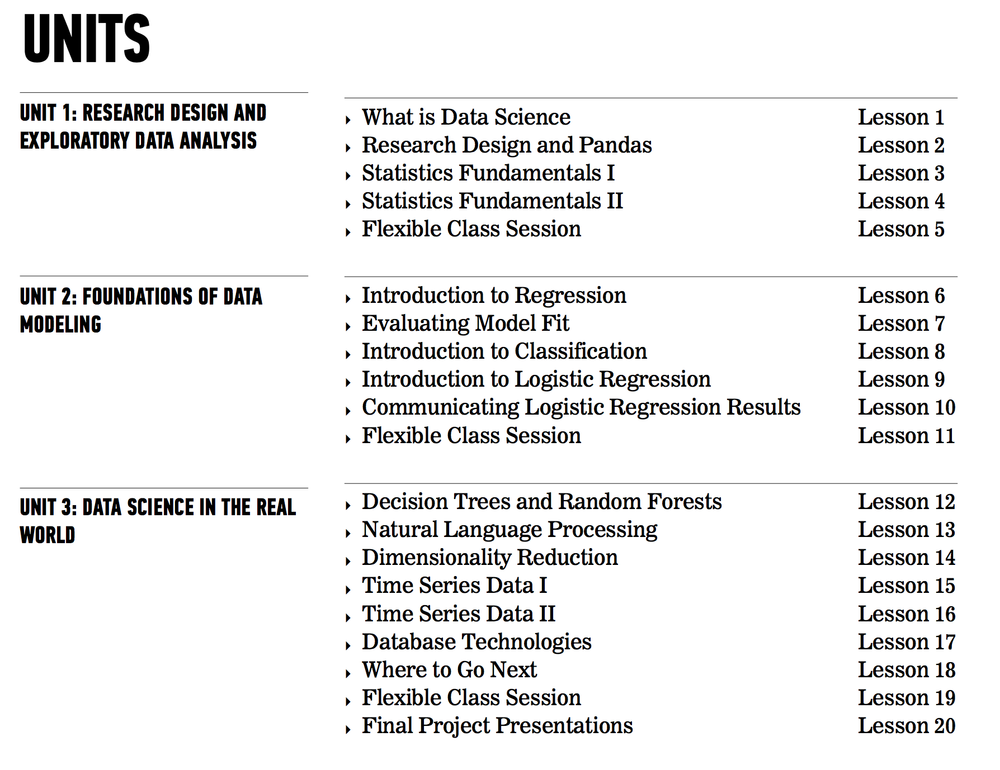 UNITS
UNIT 1: RESEARCH DESIGN AND
EXPLORATORY DATA ANALYSIS
What is Data Science Lesson 1
Research Design and Pandas Lesson 2
Statistics Fundamentals I Lesson 3
Statistics Fundamentals II Lesson 4
Flexible Class Session Lesson 5
UNIT 2: FOUNDATIONS OF DATA
MODELING
Introduction to Regression Lesson 6
Evaluating Model Fit Lesson 7
Introduction to Classification Lesson 8
Introduction to Logistic Regression Lesson 9
Communicating Logistic Regression Results Lesson 10
Flexible Class Session Lesson 11
UNIT 3: DATA SCIENCE IN THE REAL
WORLD
Decision Trees and Random Forests Lesson 12
Natural Language Processing Lesson 13
Dimensionality Reduction Lesson 14
Time Series Data I Lesson 15
Time Series Data II Lesson 16
Database Technologies Lesson 17
Where to Go Next Lesson 18
Flexible Class Session Lesson 19
Final Project Presentations Lesson 20